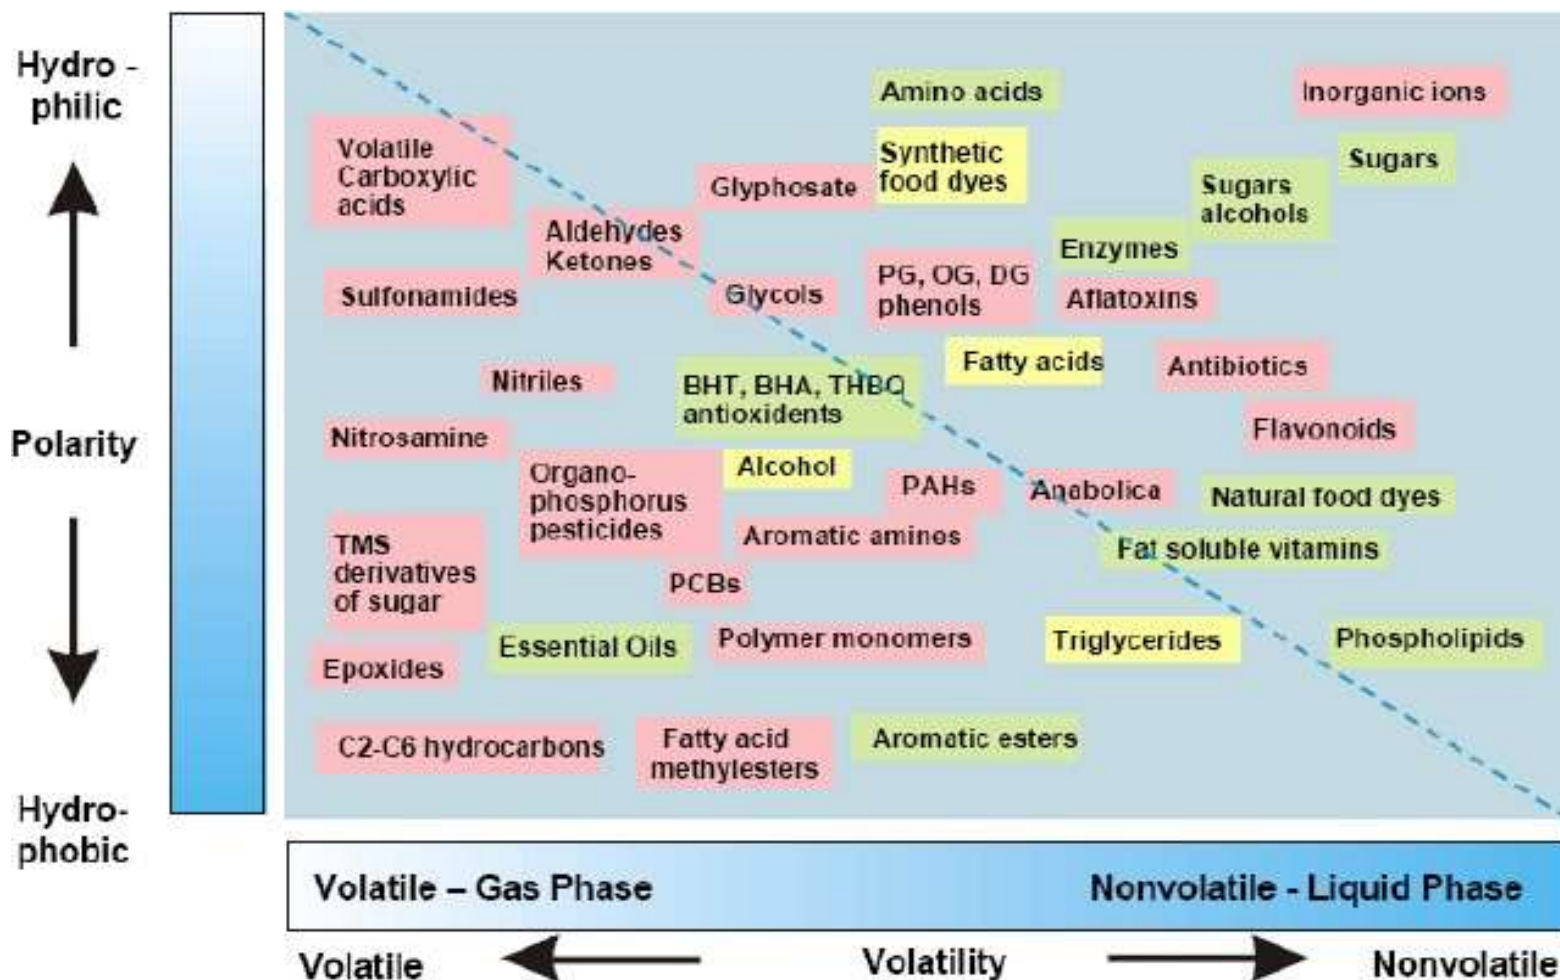 Hydro -
philic
Polarity
Hydro-
phobic
Amino acids
Inorganic ions
Volatile
Carboxylic
acids
Synthetic
food dyes
Sugars
Glyphosate
Sugars
alcohols
Aldehydes
Ketones
Enzymes
Sulfonamides
Glycols
PG, OG, DG
phenols
Aflatoxins
Nitriles
BHT, BHA, THBQ
antioxidents
Fatty acids
Antibiotics
Nitrosamine
Flavonoids
Organo-
phosphorus
pesticides
Alcohol
PAHs
Anabolica
Natural food dyes
TMS
derivatives
of sugar
Aromatic amines
Fat soluble vitamins
PCBs
Essential Oils
Polymer monomers
Triglycerides
Phospholipids
Epoxides
C2-C6 hydrocarbons
Fatty acid
methylesters
Aromatic esters
Volatile – Gas Phase
Nonvolatile - Liquid Phase
Volatile
Volatility
Nonvolatile